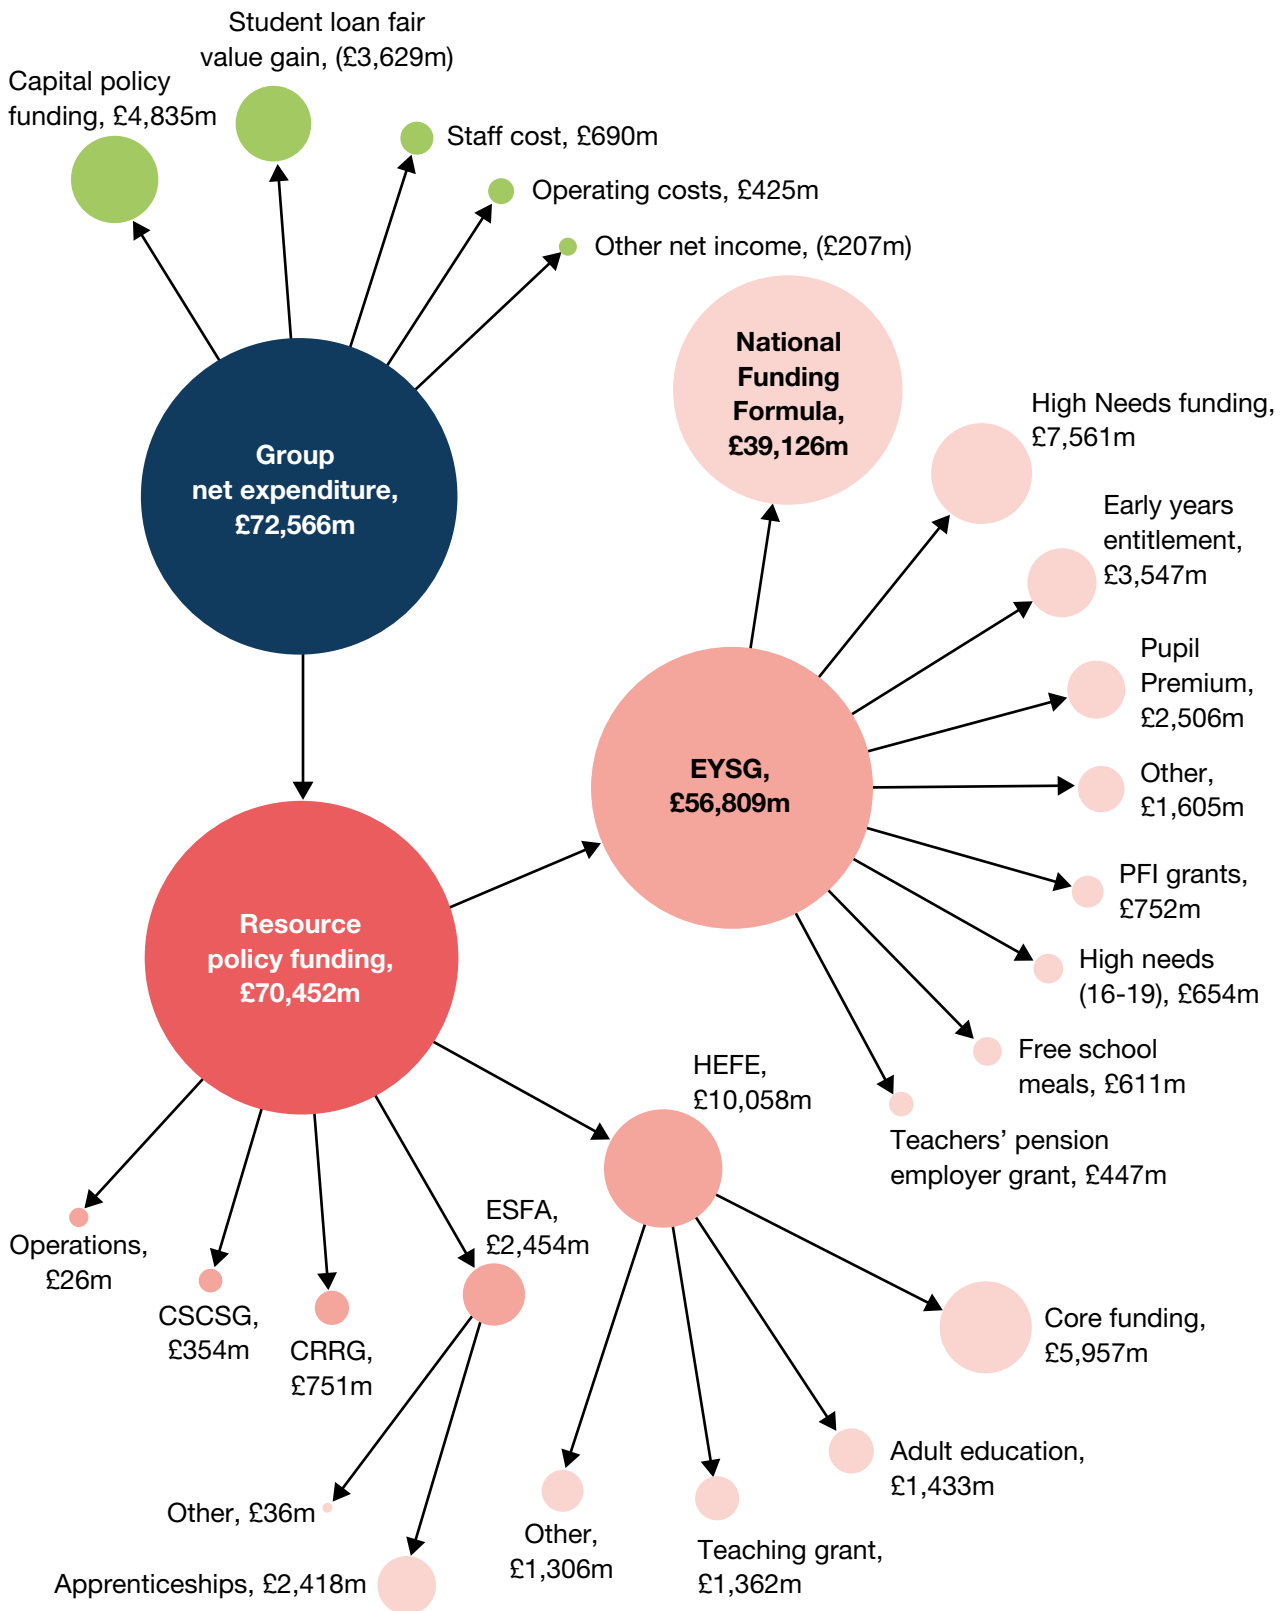 Student loan fair
value gain, (£3,629m)
Capital policy
funding, £4,835m
Staff cost, £690m
Operating costs, £425m
Other net income, (£207m)
Group
net expenditure,
£72,566m
National
Funding
Formula,
£39,126m
High Needs funding,
£7,561m
Early years
entitlement,
£3,547m
Pupil
Premium,
£2,506m
EYSG,
£56,809m
Other,
£1,605m
PFI grants,
£752m
High needs
(16-19), £654m
Free school
meals, £611m
Teachers’ pension
employer grant, £447m
Resource
policy funding,
£70,452m
HEFE,
£10,058m
Operations,
£26m
CSCSG,
£354m
CRRG,
£751m
ESFA,
£2,454m
Core funding,
£5,957m
Adult education,
£1,433m
Teaching grant,
£1,362m
Other,
£1,306m
Other, £36m
Apprenticeships, £2,418m